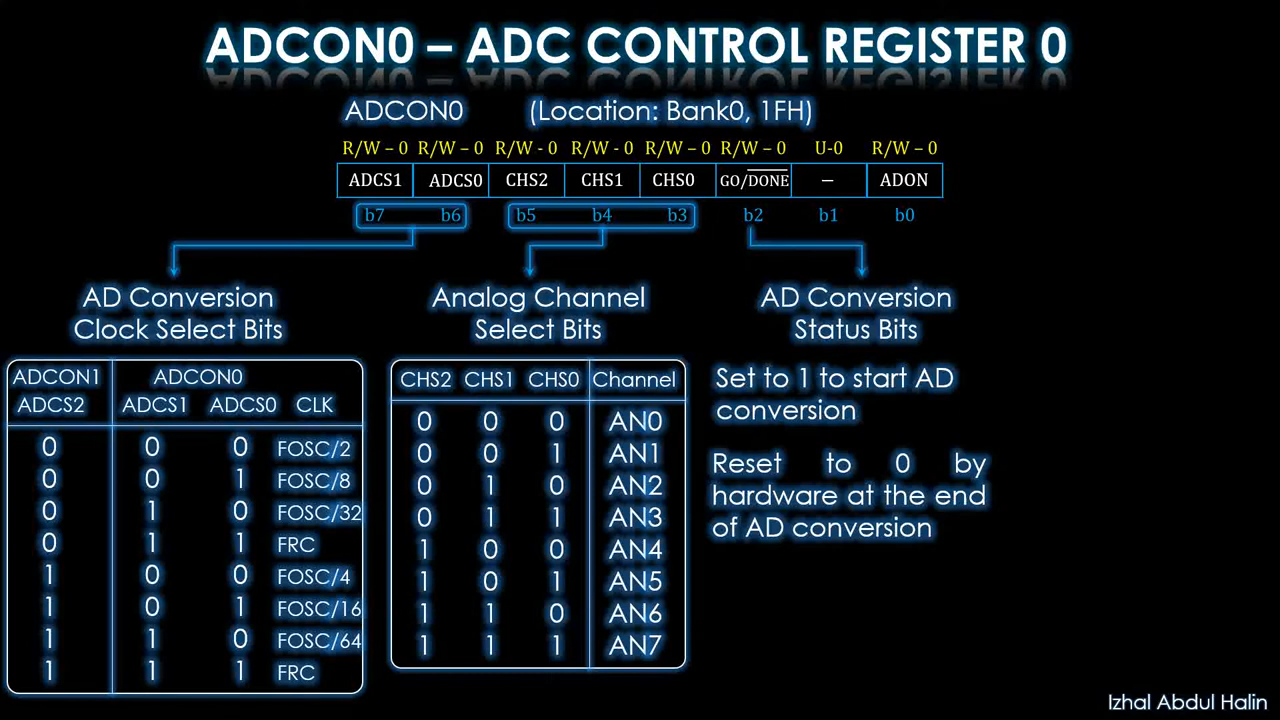 ADCON0 – ADC CONTROL REGISTER 0
ADCON0 (Location: Bank0, 1FH)
R/W – 0 R/W – 0 R/W - 0 R/W - 0 R/W – 0 R/W – 0 U-0 R/W – 0
ADCS1 ADCS0 CHS2 CHS1 CHS0 GO/DONE – ADON
b7 b6 b5 b4 b3 b2 b1 b0
AD Conversion
Clock Select Bits
ADCON1 ADCON0
ADCS2 ADCS1 ADCS0 CLK
0 0 0 FOSC/2
0 0 1 FOSC/8
0 1 0 FOSC/32
0 1 1 FRC
1 0 0 FOSC/4
1 0 1 FOSC/16
1 1 0 FOSC/64
1 1 1 FRC
Analog Channel
Select Bits
CHS2 CHS1 CHS0 Channel
0 0 0 AN0
0 0 1 AN1
0 1 0 AN2
0 1 1 AN3
1 0 0 AN4
1 0 1 AN5
1 1 0 AN6
1 1 1 AN7
AD Conversion
Status Bits
Set to 1 to start AD
conversion
Reset to 0 by
hardware at the end
of AD conversion
Izhal Abdul Halin